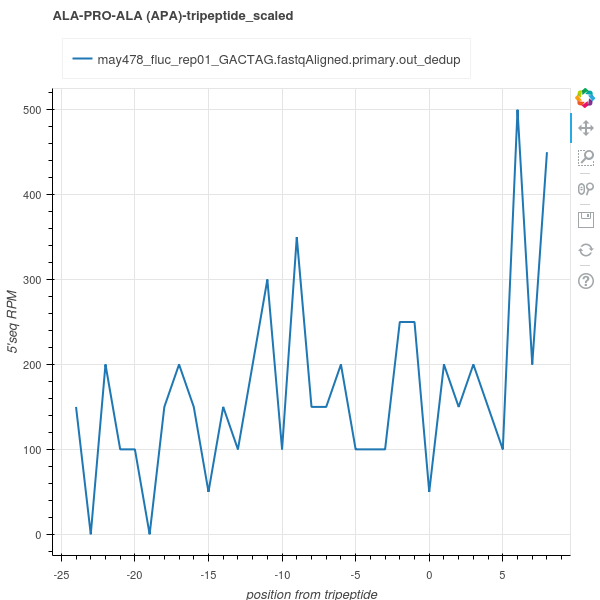 ALA-PRO-ALA (APA)-tripeptide_scaled
may478_fluc_rep01_GACTAG.fastqAligned.primary.out_dedup
500
400
300
200
100
0
5'seq RPM
-25 -20 -15 -10 -5 0 5
position from tripeptide